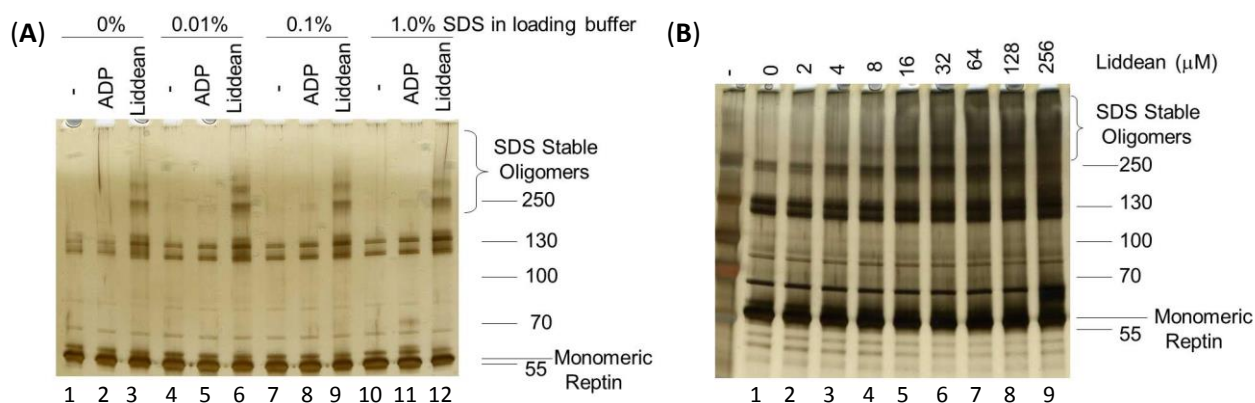 (A)
0% 0.01% 0.1% 1.0% SDS in loading buffer
- ADP Liddean - ADP Liddean - ADP Liddean - ADP Liddean
SDS Stable
Oligomers
250
130
100
70
Monomeric
55
Reptin
1 2 3 4 5 6 7 8 9 10 11 12
(B)
- 0 2 4 8 16 32 64 128 256 Liddean (μM)
SDS Stable
Oligomers
250
130
100
70
Monomeric
55
Reptin
1 2 3 4 5 6 7 8 9